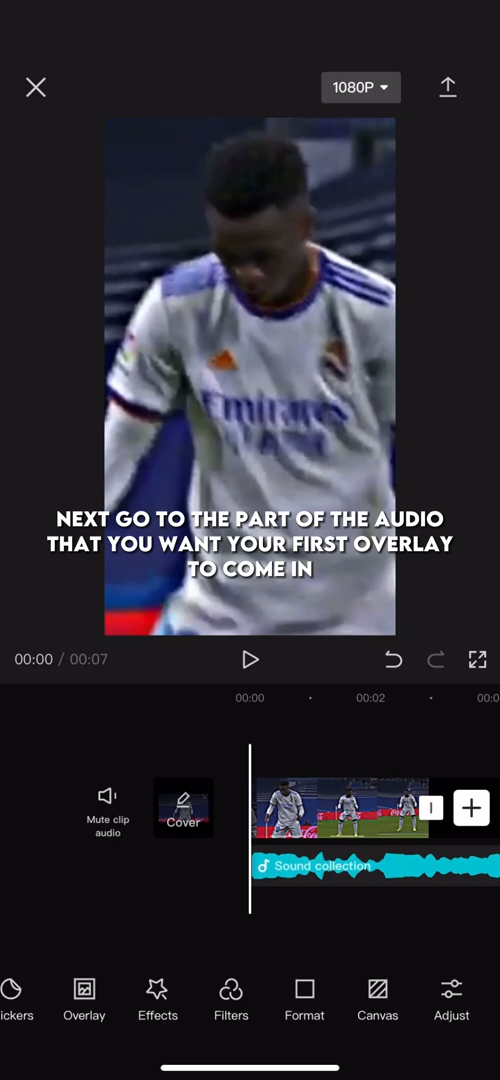 1080P
Emirates
NEXT GO TO THE PART OF THE AUDIO
THAT YOU WANT YOUR FIRST OVERLAY
TO COME IN
00:00 / 00:07
00:00
00:02
Mute clip
audio
Cover
Sound collection
ickers
Overlay
Effects
Filters
Format
Canvas
Adjust